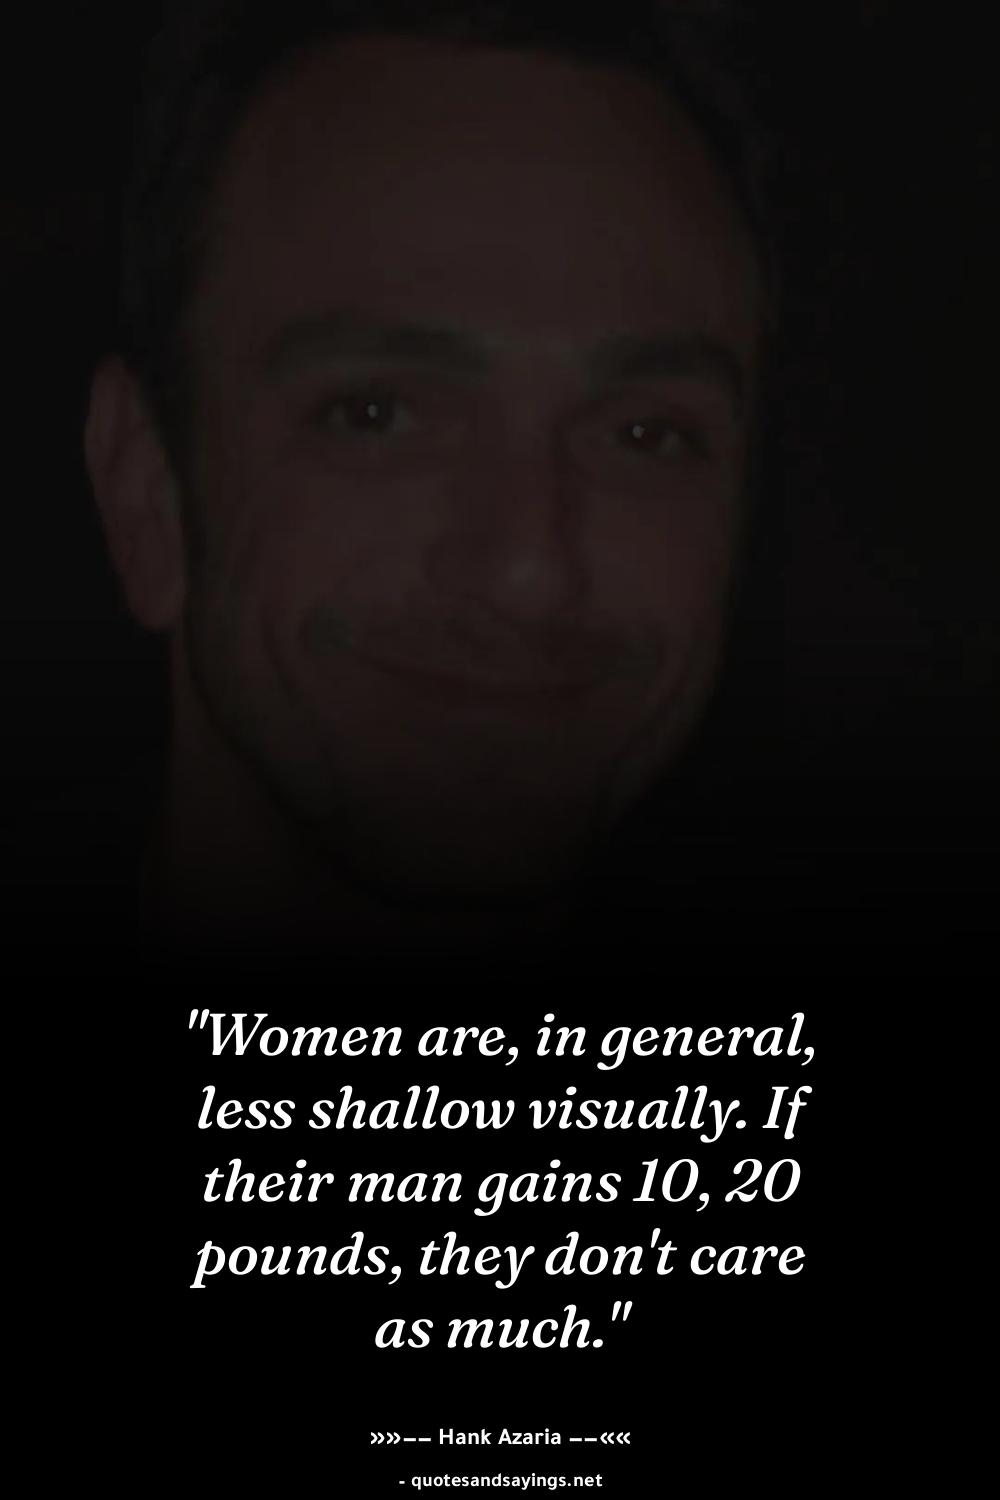 "Women are, in general,
less shallow visually. If
their man gains 10, 20
pounds, they don't care
as much."
»»–– Hank Azaria ––««
- quotesandsayings.net